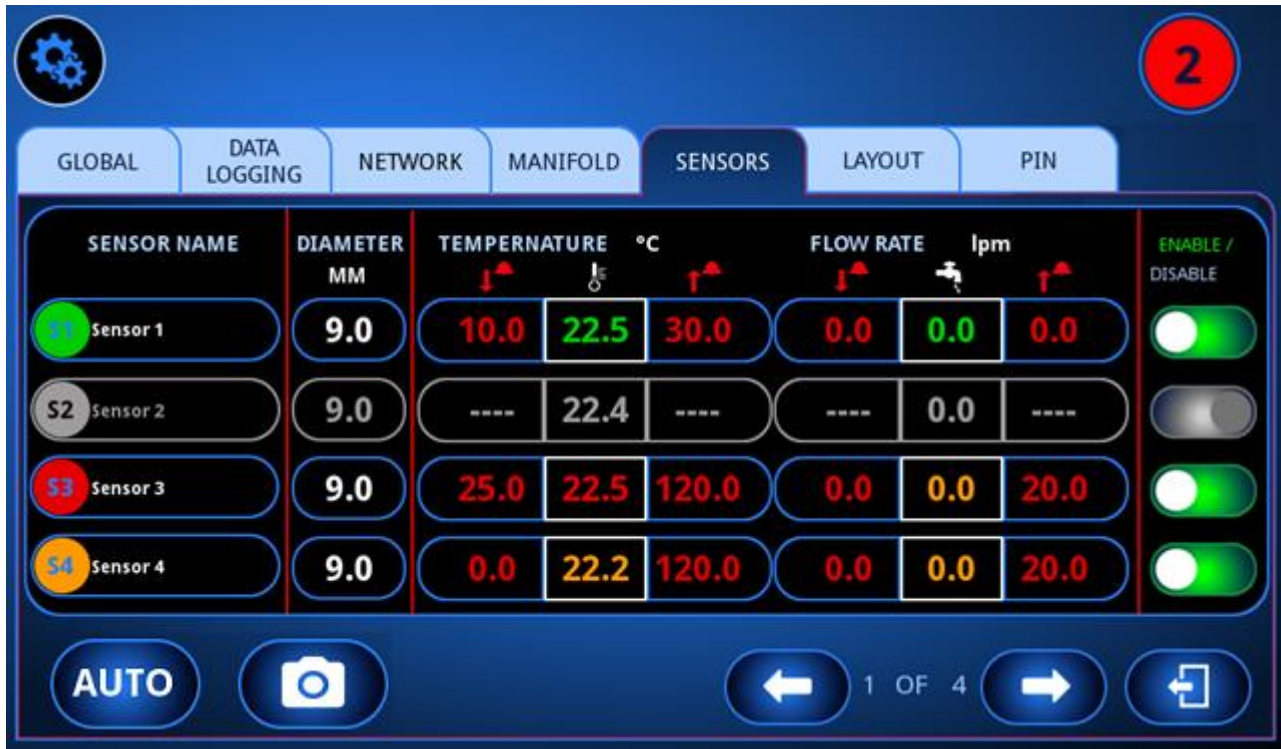 2
GLOBAL DATA LOGGING NETWORK MANIFOLD SENSORS LAYOUT PIN
SENSOR NAME DIAMETER TEMPERNATURE °C FLOW RATE lpm ENABLE /
MM DISABLE
S1 Sensor 1 9.0 10.0 22.5 30.0 0.0 0.0 0.0
S2 Sensor 2 9.0 ---- 22.4 ---- ---- 0.0 ----
S3 Sensor 3 9.0 25.0 22.5 120.0 0.0 0.0 20.0
S4 Sensor 4 9.0 0.0 22.2 120.0 0.0 0.0 20.0
AUTO 1 OF 4